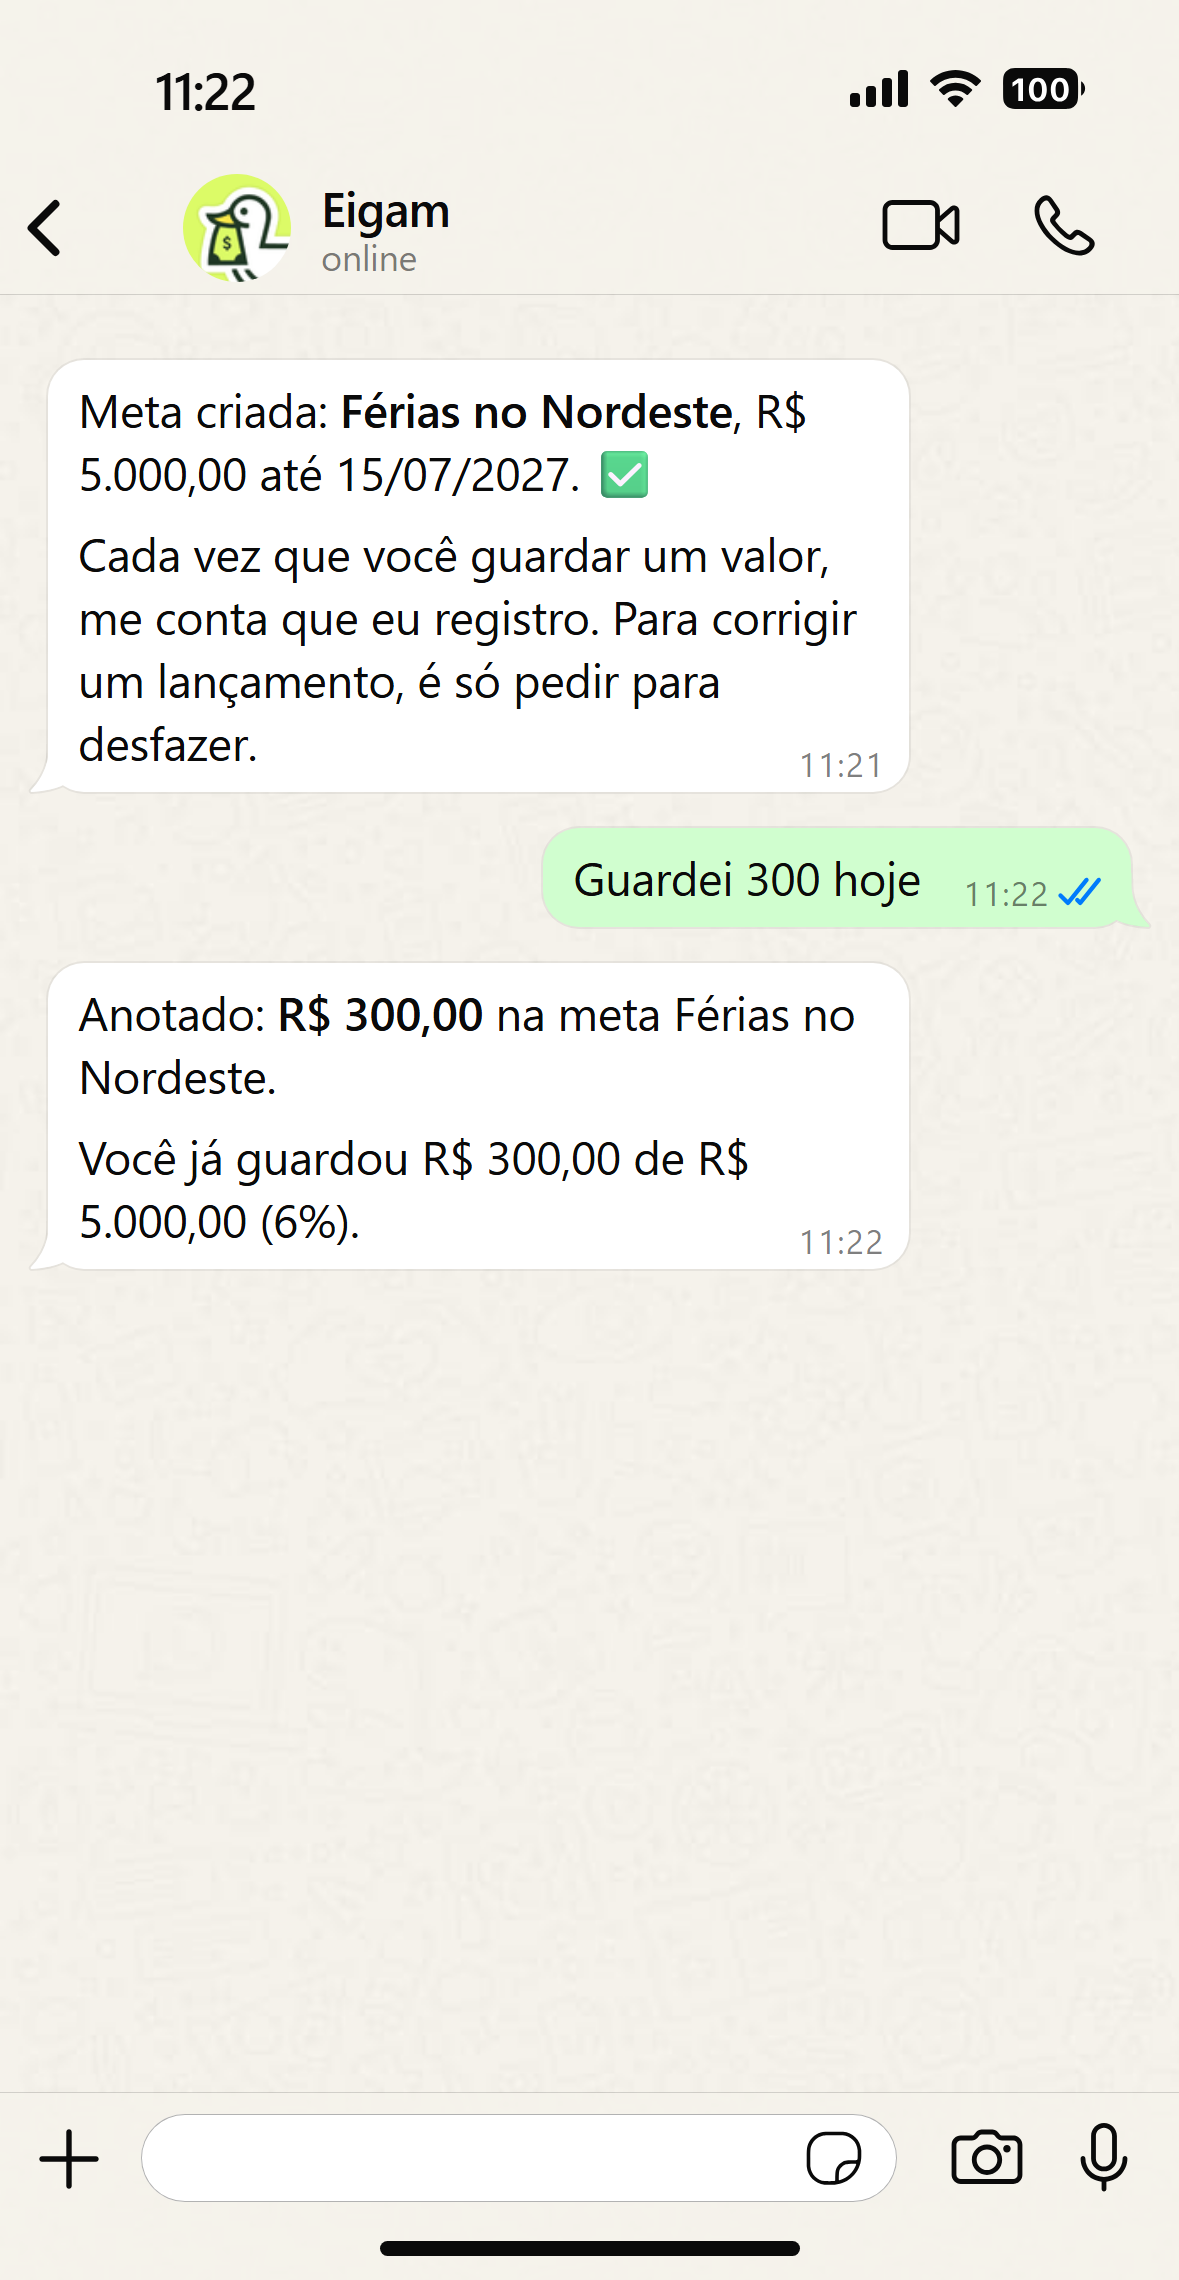 11:22
100
Eigam
online
Meta criada: Férias no Nordeste, R$
5.000,00 até 15/07/2027. ✅
Cada vez que você guardar um valor,
me conta que eu registro. Para corrigir
um lançamento, é só pedir para
desfazer.
11:21
Guardei 300 hoje
11:22
Anotado: R$ 300,00 na meta Férias no
Nordeste.
Você já guardou R$ 300,00 de R$
5.000,00 (6%).
11:22